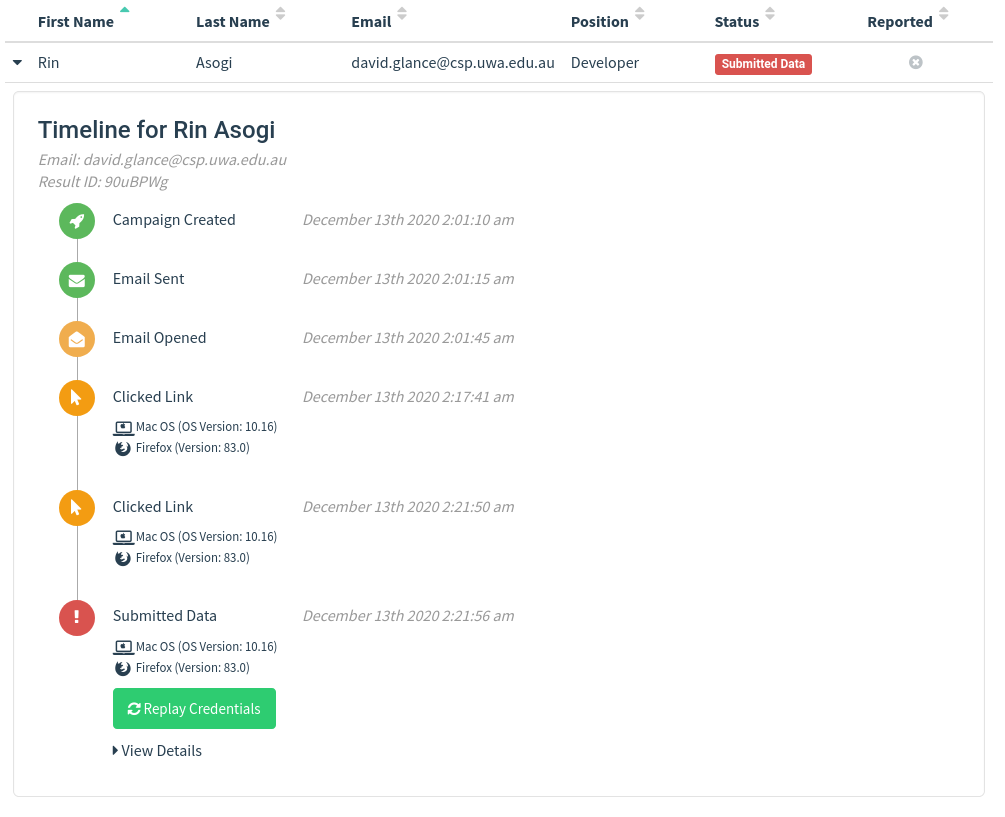 First Name Last Name Email Position Status Reported
Rin Asogi david.glance@csp.uwa.edu.au Developer Submitted Data
Timeline for Rin Asogi
Email: david.glance@csp.uwa.edu.au
Result ID: 90uBPWg
Campaign Created December 13th 2020 2:01:10 am
Email Sent December 13th 2020 2:01:15 am
Email Opened December 13th 2020 2:01:45 am
Clicked Link December 13th 2020 2:17:41 am
Mac OS (OS Version: 10.16)
Firefox (Version: 83.0)
Clicked Link December 13th 2020 2:21:50 am
Mac OS (OS Version: 10.16)
Firefox (Version: 83.0)
Submitted Data December 13th 2020 2:21:56 am
Mac OS (OS Version: 10.16)
Firefox (Version: 83.0)
Replay Credentials
View Details